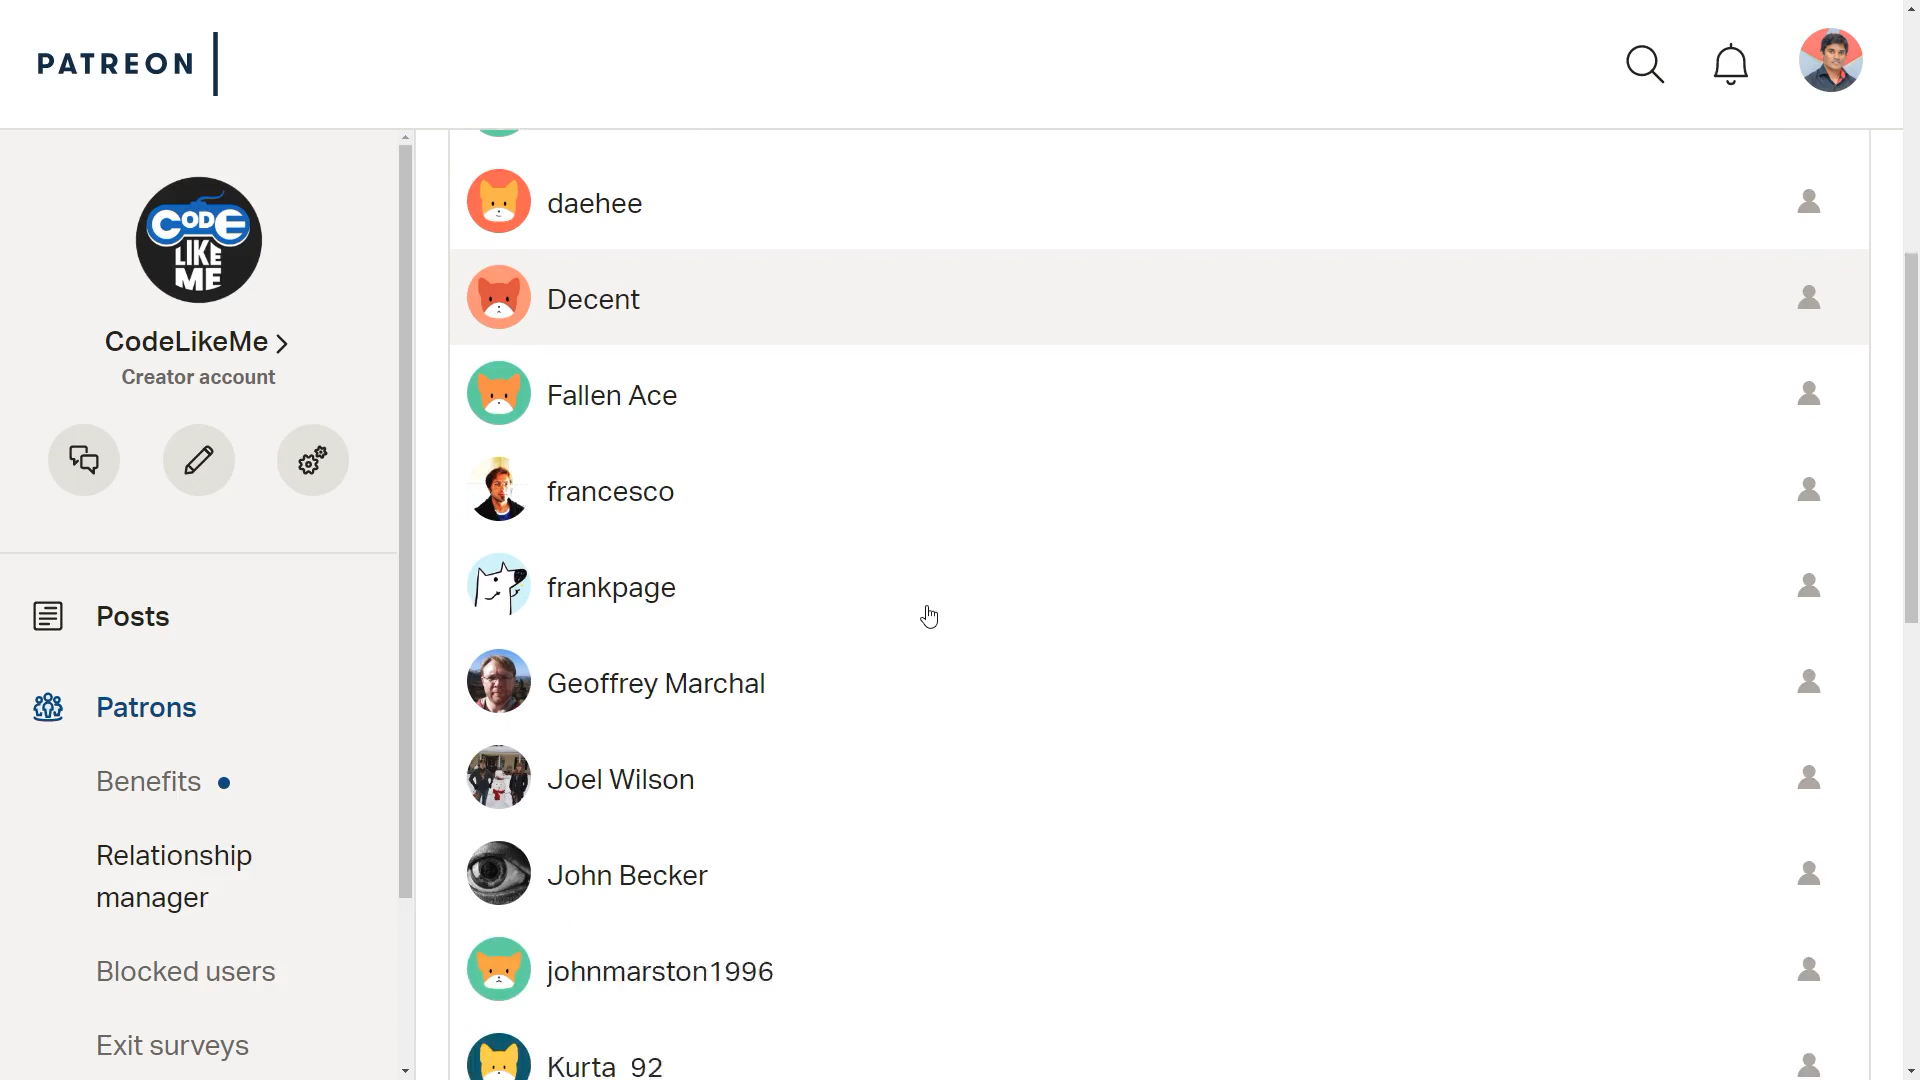 PATREON
CODE
LIKE
ME
CodeLikeMe
Creator account
Posts
Patrons
Benefits
Relationship
manager
Blocked users
Exit surveys
daehee
Decent
Fallen Ace
francesco
frankpage
Geoffrey Marchal
Joel Wilson
John Becker
johnmarston1996
Kurta_92